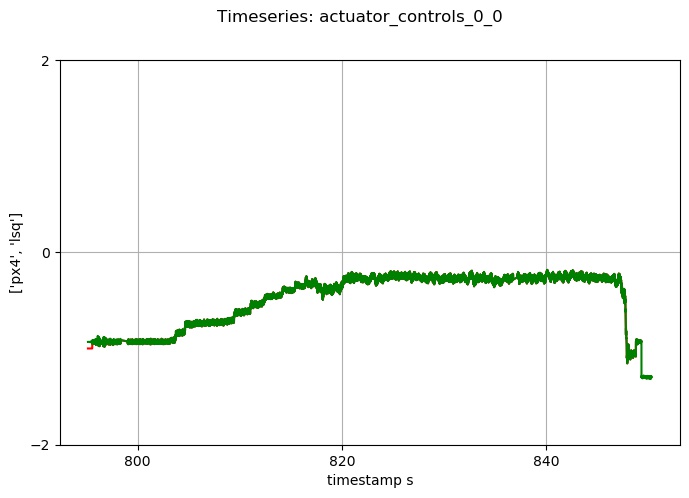 Timeseries: actuator_controls_0_0
2
0
−2
['px4', 'lsq']
800
820
840
timestamp s